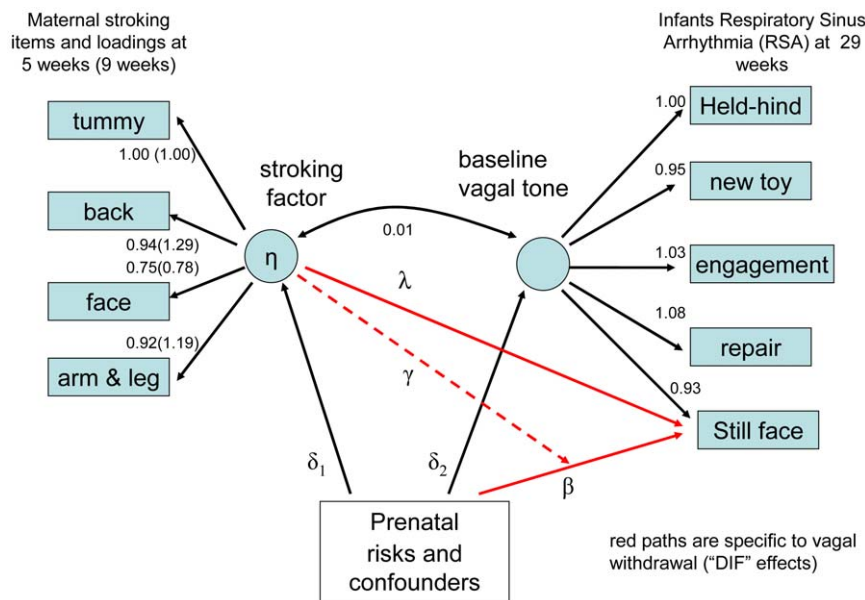 Maternal stroking
items and loadings at
5 weeks (9 weeks)
tummy
1.00 (1.00)
back
0.94(1.29)
0.75(0.78)
face
0.92(1.19)
arm & leg
stroking
factor
η
0.01
baseline
vagal tone
Infants Respiratory Sinus
Arrhythmia (RSA) at 29
weeks
1.00
Held-hind
0.95
new toy
1.03
engagement
1.08
repair
0.93
Still face
λ
γ
β
δ1
δ2
Prenatal
risks and
confounders
red paths are specific to vagal
withdrawal (“DIF” effects)